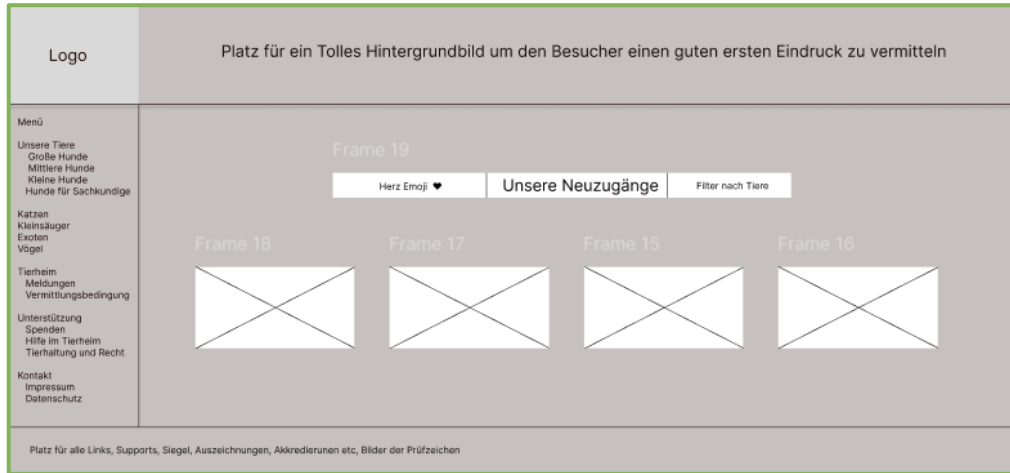 Logo
Platz für ein Tolles Hintergrundbild um den Besucher einen guten ersten Eindruck zu vermitteln
Menü
Unsere Tiere
Große Hunde
Mittlere Hunde
Kleine Hunde
Hunde für Sachkundige
Katzen
Kleinsäuger
Exoten
Vögel
Tierheim
Meldungen
Vermittlungsbedingung
Unterstützung
Spenden
Hilfe im Tierheim
Tierhaltung und Recht
Kontakt
Impressum
Datenschutz
Frame 19
Herz Emoji ♥ Unsere Neuzugänge Filter nach Tiere
Frame 18 Frame 17 Frame 15 Frame 16
Platz für alle Links, Supports, Siegel, Auszeichnungen, Akkredierunen etc, Bilder der Prüfzeichen